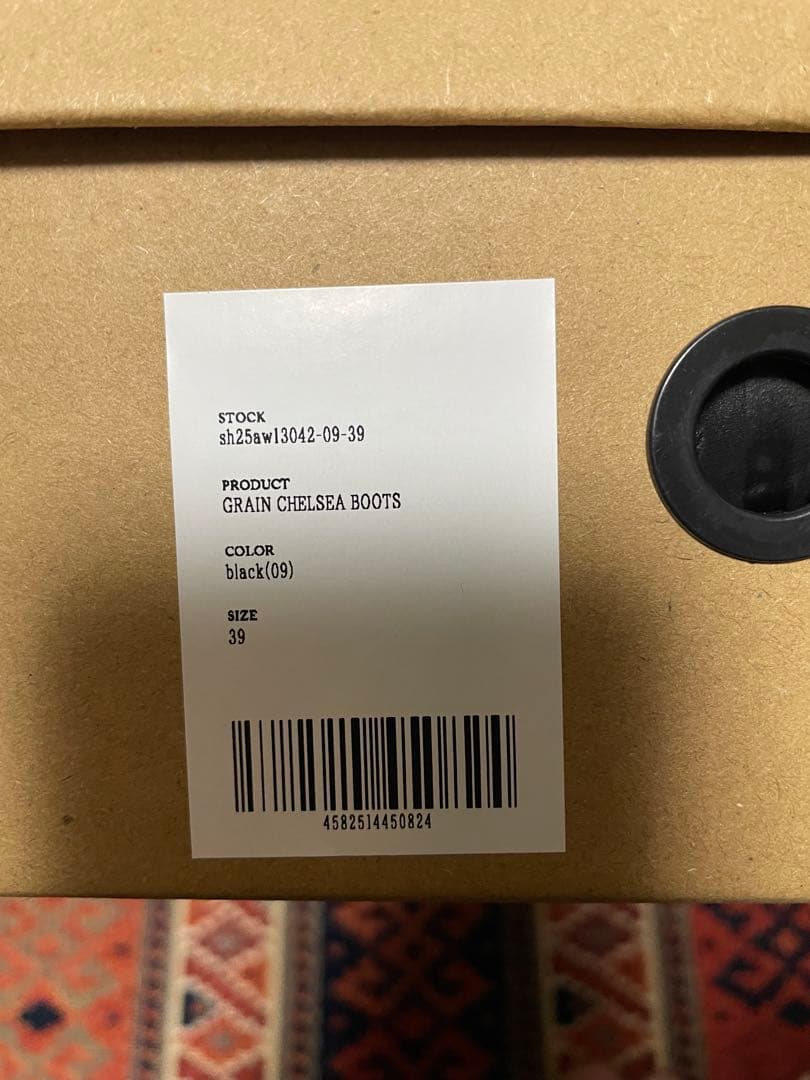 STOCK
sh25aw13042-09-39
PRODUCT
GRAIN CHELSEA BOOTS
COLOR
black(09)
SIZE
39
4582514450824